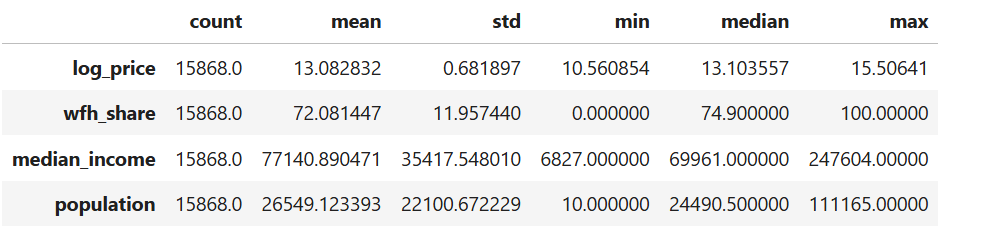 count mean std min median max
log_price 15868.0 13.082832 0.681897 10.560854 13.103557 15.50641
wfh_share 15868.0 72.081447 11.957440 0.000000 74.900000 100.00000
median_income 15868.0 77140.890471 35417.548010 6827.000000 69961.000000 247604.00000
population 15868.0 26549.123393 22100.672229 10.000000 24490.500000 111165.00000